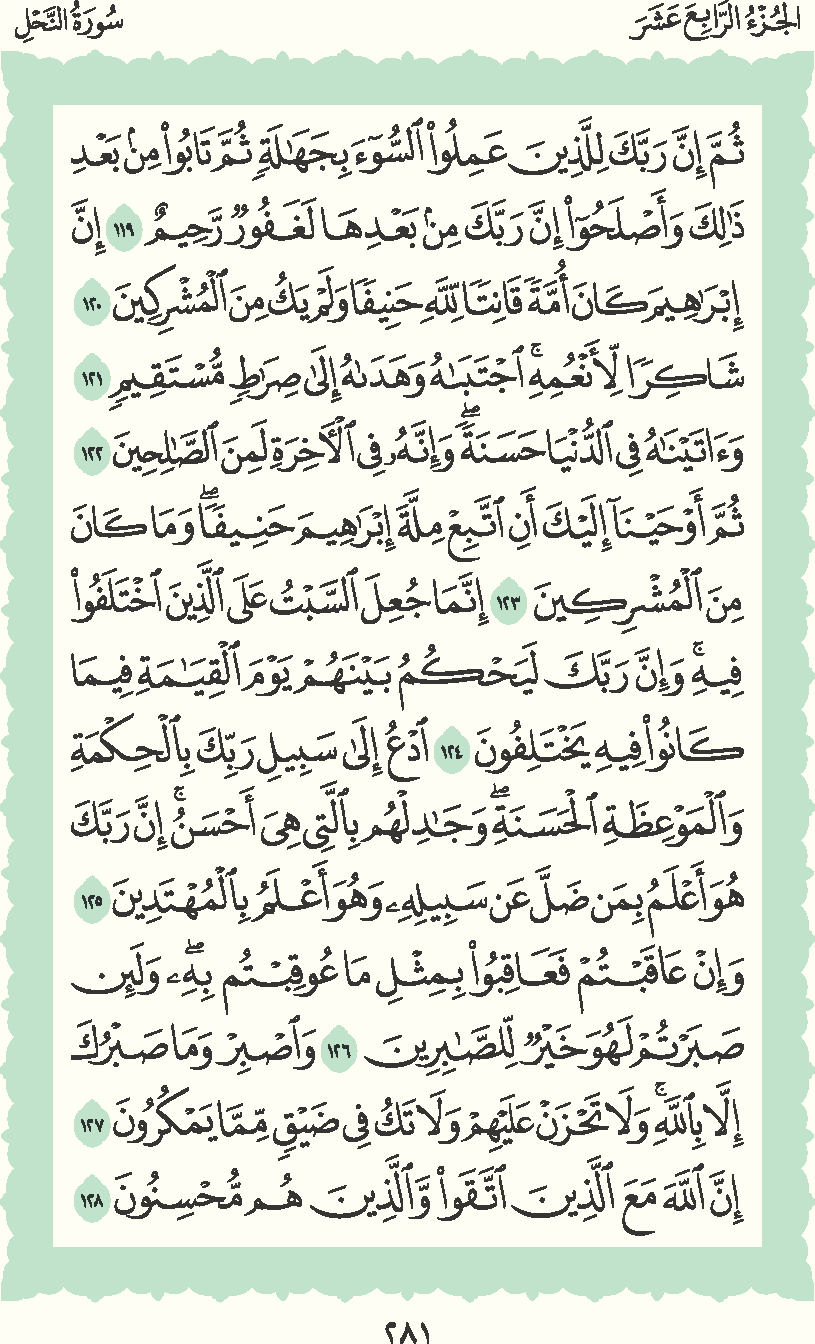 الجُزْءُ الرَّابِعَ عَشَرَ
سُورَةُ النَّحْلِ
ثُمَّ إِنَّ رَبَّكَ لِلَّذِينَ عَمِلُوا۟ ٱلسُّوٓءَ بِجَهَٰلَةٍۢ ثُمَّ تَابُوا۟ مِنۢ بَعْدِ
ذَٰلِكَ وَأَصْلَحُوٓا۟ إِنَّ رَبَّكَ مِنۢ بَعْدِهَا لَغَفُورٌۭ رَّحِيمٌ ١١٩ إِنَّ
إِبْرَٰهِيمَ كَانَ أُمَّةًۭ قَانِتًۭا لِّلَّهِ حَنِيفًۭا وَلَمْ يَكُ مِنَ ٱلْمُشْرِكِينَ ١٢٠
شَاكِرًۭا لِّأَنْعُمِهِ ۚ ٱجْتَبَىٰهُ وَهَدَىٰهُ إِلَىٰ صِرَٰطٍۢ مُّسْتَقِيمٍۢ ١٢١
وَءَاتَيْنَٰهُ فِى ٱلدُّنْيَا حَسَنَةًۭ ۖ وَإِنَّهُۥ فِى ٱلْـَٔاخِرَةِ لَمِنَ ٱلصَّٰلِحِينَ ١٢٢
ثُمَّ أَوْحَيْنَآ إِلَيْكَ أَنِ ٱتَّبِعْ مِلَّةَ إِبْرَٰهِيمَ حَنِيفًۭا ۖ وَمَا كَانَ
مِنَ ٱلْمُشْرِكِينَ ١٢٣ إِنَّمَا جُعِلَ ٱلسَّبْتُ عَلَى ٱلَّذِينَ ٱخْتَلَفُوا۟
فِيهِ ۚ وَإِنَّ رَبَّكَ لَيَحْكُمُ بَيْنَهُمْ يَوْمَ ٱلْقِيَٰمَةِ فِيمَا
كَانُوا۟ فِيهِ يَخْتَلِفُونَ ١٢٤ ٱدْعُ إِلَىٰ سَبِيلِ رَبِّكَ بِٱلْحِكْمَةِ
وَٱلْمَوْعِظَةِ ٱلْحَسَنَةِ ۖ وَجَٰدِلْهُم بِٱلَّتِى هِىَ أَحْسَنُ ۚ إِنَّ رَبَّكَ
هُوَ أَعْلَمُ بِمَن ضَلَّ عَن سَبِيلِهِۦ وَهُوَ أَعْلَمُ بِٱلْمُهْتَدِينَ ١٢٥
وَإِنْ عَاقَبْتُمْ فَعَاقِبُوا۟ بِمِثْلِ مَا عُوقِبْتُم بِهِۦ ۖ وَلَئِن
صَبَرْتُمْ لَهُوَ خَيْرٌۭ لِّلصَّٰبِرِينَ ١٢٦ وَٱصْبِرْ وَمَا صَبْرُكَ
إِلَّا بِٱللَّهِ ۚ وَلَا تَحْزَنْ عَلَيْهِمْ وَلَا تَكُ فِى ضَيْقٍۢ مِّمَّا يَمْكُرُونَ ١٢٧
إِنَّ ٱللَّهَ مَعَ ٱلَّذِينَ ٱتَّقَوا۟ وَّٱلَّذِينَ هُم مُّحْسِنُونَ ١٢٨
٢٨١